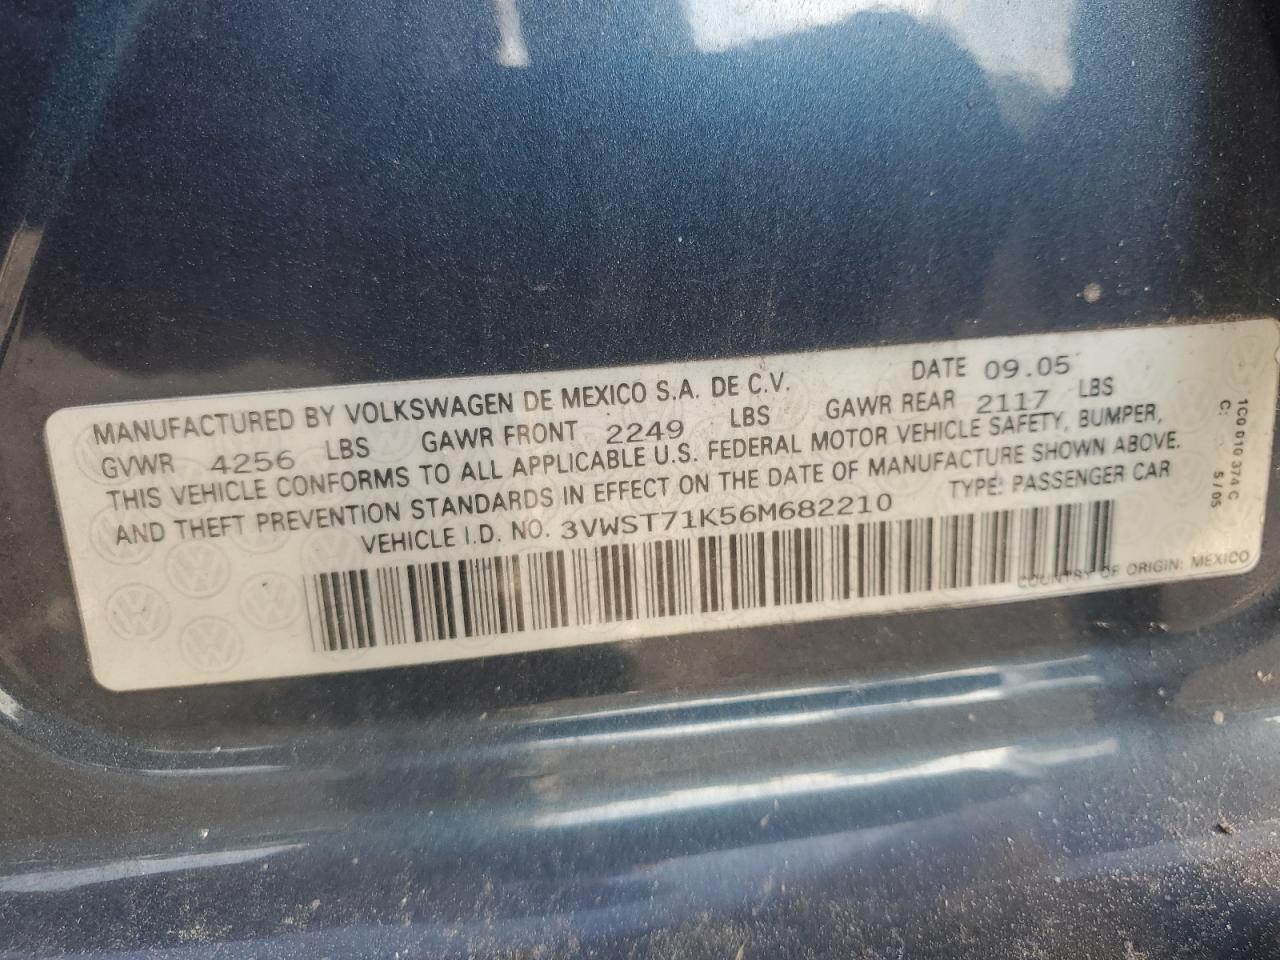 MANUFACTURED BY VOLKSWAGEN DE MEXICO S.A. DE C.V. DATE 09.05
GVWR 4256 LBS GAWR FRONT 2249 LBS GAWR REAR 2117 LBS
THIS VEHICLE CONFORMS TO ALL APPLICABLE U.S. FEDERAL MOTOR VEHICLE SAFETY, BUMPER,
AND THEFT PREVENTION STANDARDS IN EFFECT ON THE DATE OF MANUFACTURE SHOWN ABOVE.
VEHICLE I.D. NO. 3VWST71K56M682210 TYPE: PASSENGER CAR
COUNTRY OF ORIGIN: MEXICO
1C0 010 374 C
C: 5/05